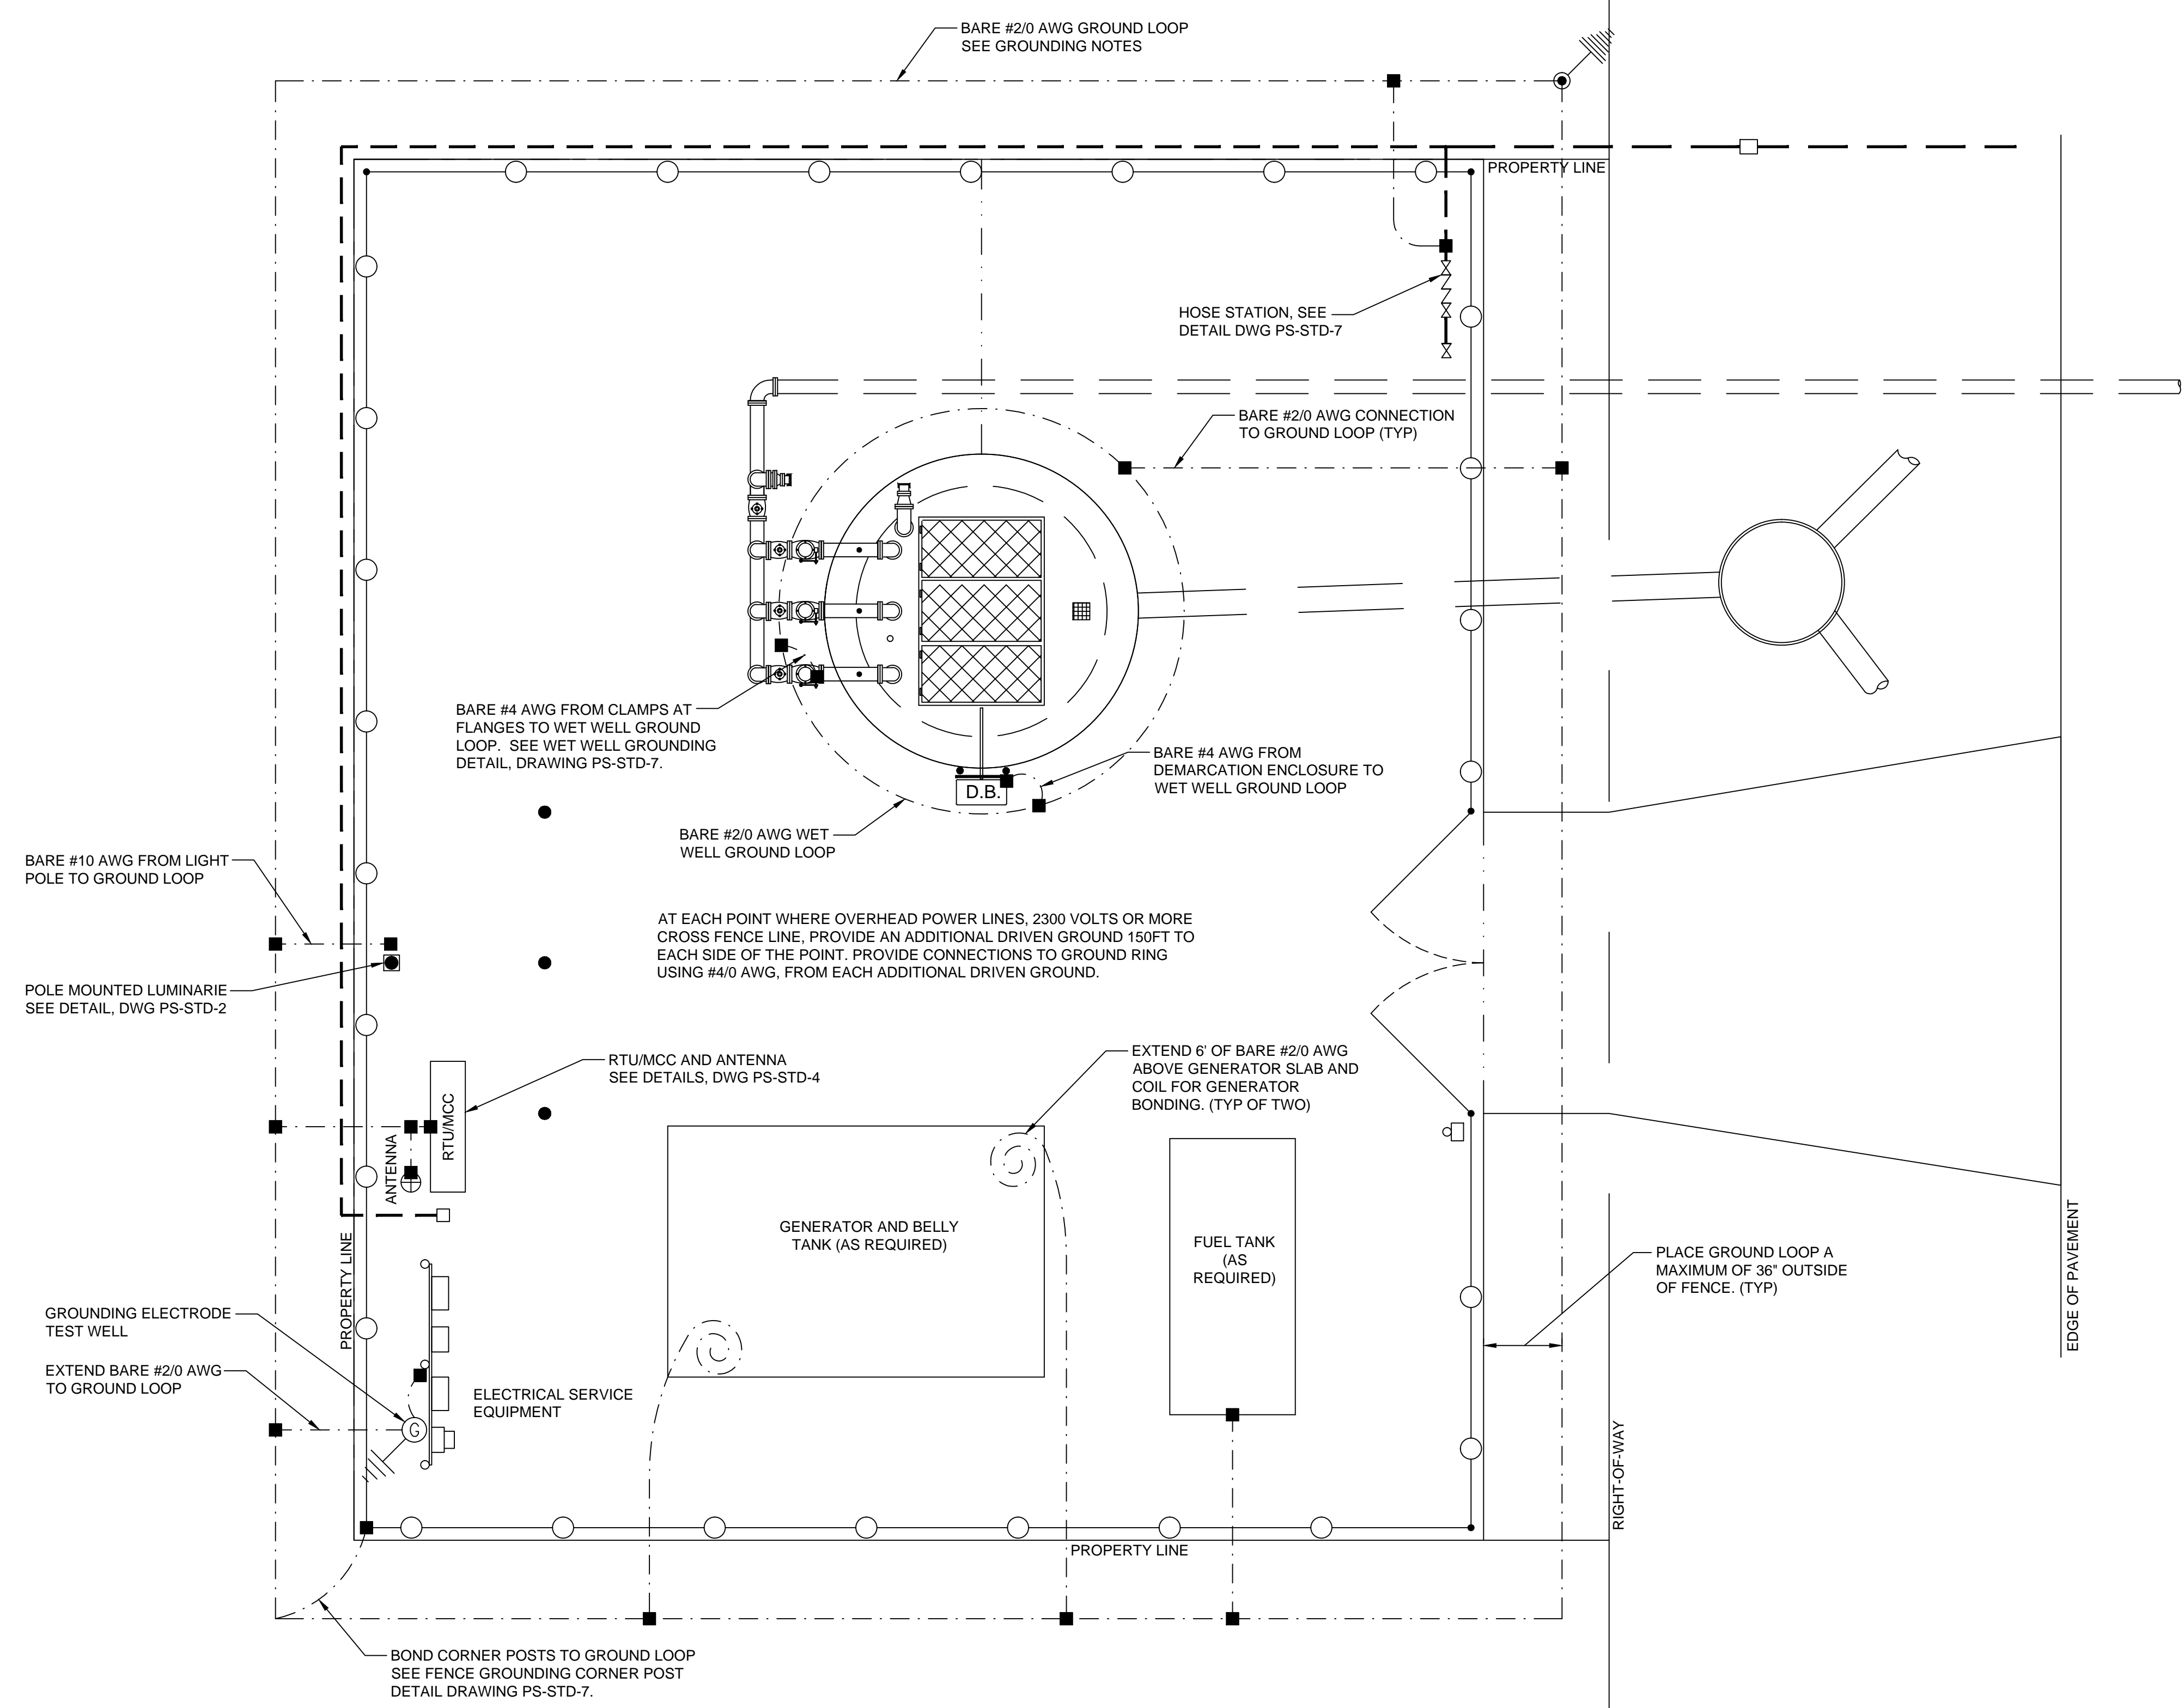 BARE #2/0 AWG GROUND LOOP
SEE GROUNDING NOTES
PROPERTY LINE
HOSE STATION, SEE
DETAIL DWG PS-STD-7
BARE #2/0 AWG CONNECTION
TO GROUND LOOP (TYP)
BARE #4 AWG FROM CLAMPS AT
FLANGES TO WET WELL GROUND
LOOP.  SEE WET WELL GROUNDING
DETAIL, DRAWING PS-STD-7.
BARE #4 AWG FROM
DEMARCATION ENCLOSURE TO
WET WELL GROUND LOOP
D.B.
BARE #2/0 AWG WET
WELL GROUND LOOP
BARE #10 AWG FROM LIGHT
POLE TO GROUND LOOP
AT EACH POINT WHERE OVERHEAD POWER LINES, 2300 VOLTS OR MORE
CROSS FENCE LINE, PROVIDE AN ADDITIONAL DRIVEN GROUND 150FT TO
EACH SIDE OF THE POINT. PROVIDE CONNECTIONS TO GROUND RING
USING #4/0 AWG, FROM EACH ADDITIONAL DRIVEN GROUND.
POLE MOUNTED LUMINARIE
SEE DETAIL, DWG PS-STD-2
RTU/MCC AND ANTENNA
SEE DETAILS, DWG PS-STD-4
EXTEND 6' OF BARE #2/0 AWG
ABOVE GENERATOR SLAB AND
COIL FOR GENERATOR
BONDING. (TYP OF TWO)
ANTENNA
RTU/MCC
GENERATOR AND BELLY
TANK (AS REQUIRED)
FUEL TANK
(AS
REQUIRED)
PLACE GROUND LOOP A
MAXIMUM OF 36" OUTSIDE
OF FENCE. (TYP)
EDGE OF PAVEMENT
PROPERTY LINE
GROUNDING ELECTRODE
TEST WELL
EXTEND BARE #2/0 AWG
TO GROUND LOOP
G
ELECTRICAL SERVICE
EQUIPMENT
RIGHT-OF-WAY
PROPERTY LINE
BOND CORNER POSTS TO GROUND LOOP
SEE FENCE GROUNDING CORNER POST
DETAIL DRAWING PS-STD-7.